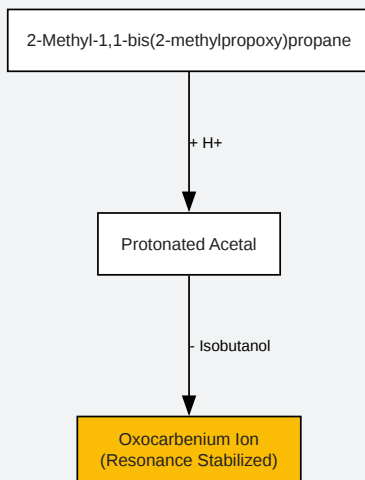 2-Methyl-1,1-bis(2-methylpropoxy)propane
+ H+
Protonated Acetal
- Isobutanol
Oxocarbenium Ion
(Resonance Stabilized)